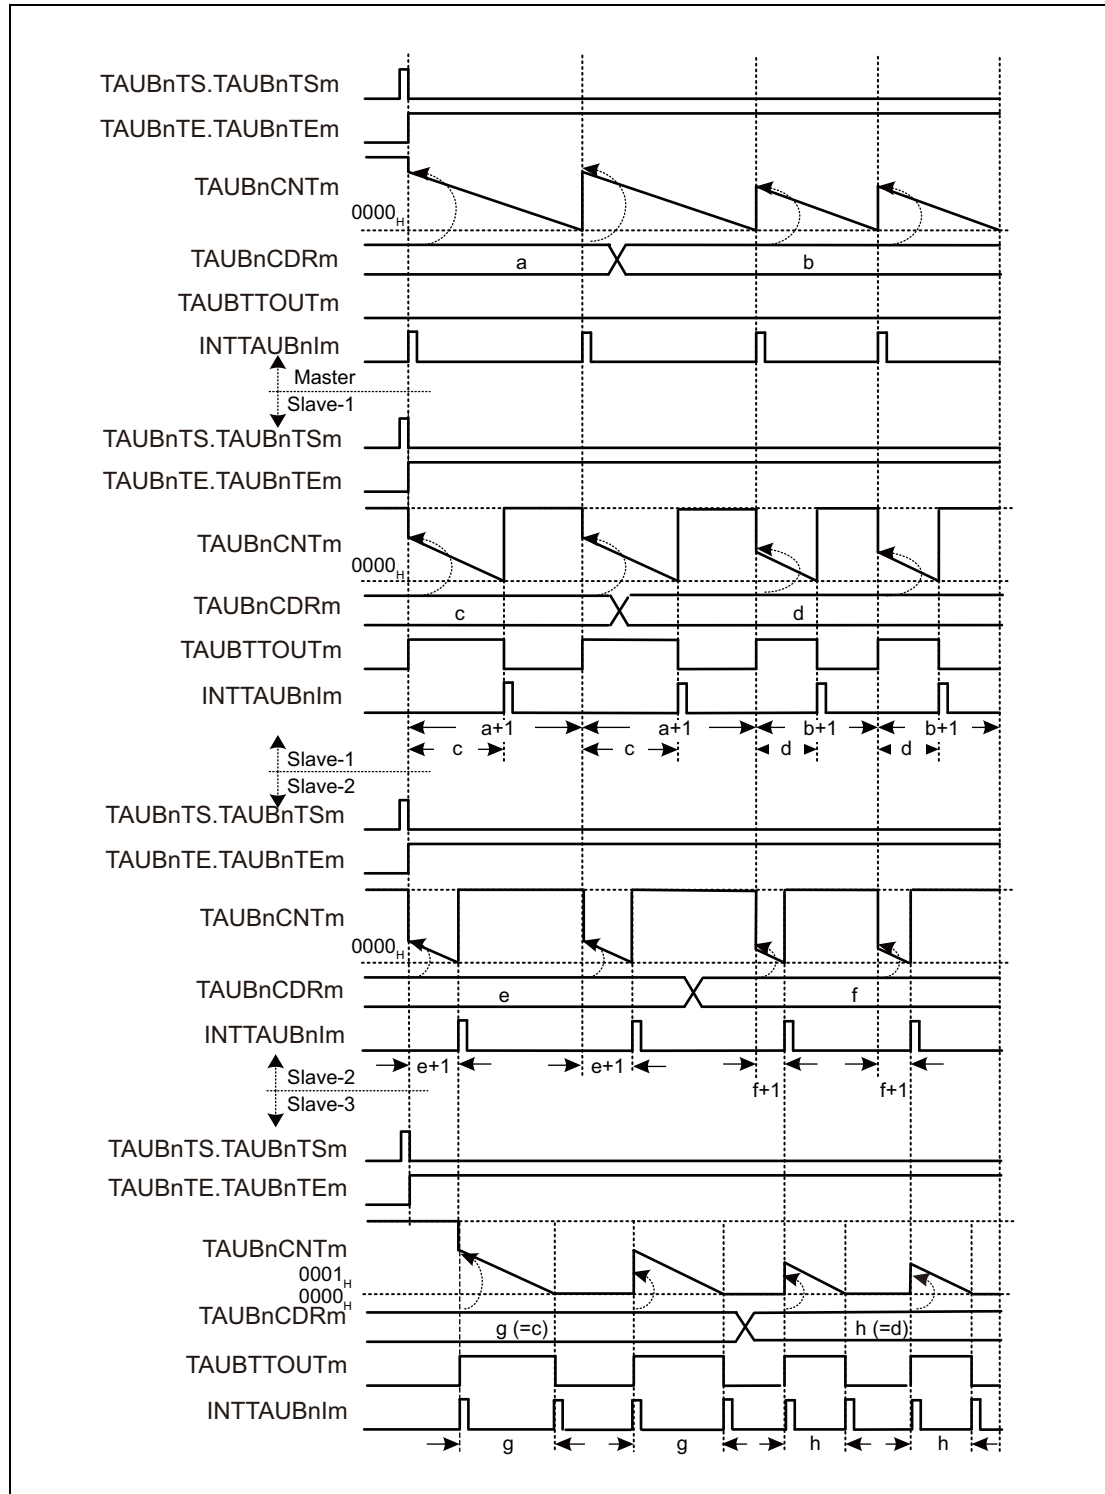 TAUBnTS.TAUBnTSm
TAUBnTE.TAUBnTEm
TAUBnCNTm
0000H
TAUBnCDRm
a
b
TAUBTTOUTm
INTTAUBnIm
Master
Slave-1
TAUBnTS.TAUBnTSm
TAUBnTE.TAUBnTEm
TAUBnCNTm
0000H
TAUBnCDRm
c
d
TAUBTTOUTm
INTTAUBnIm
a+1
a+1
b+1
b+1
c
c
d
d
Slave-1
Slave-2
TAUBnTS.TAUBnTSm
TAUBnTE.TAUBnTEm
TAUBnCNTm
0000H
TAUBnCDRm
e
f
INTTAUBnIm
e+1
e+1
f+1
f+1
Slave-2
Slave-3
TAUBnTS.TAUBnTSm
TAUBnTE.TAUBnTEm
TAUBnCNTm
0001H
0000H
TAUBnCDRm
g (=c)
h (=d)
TAUBTTOUTm
INTTAUBnIm
g
g
h
h